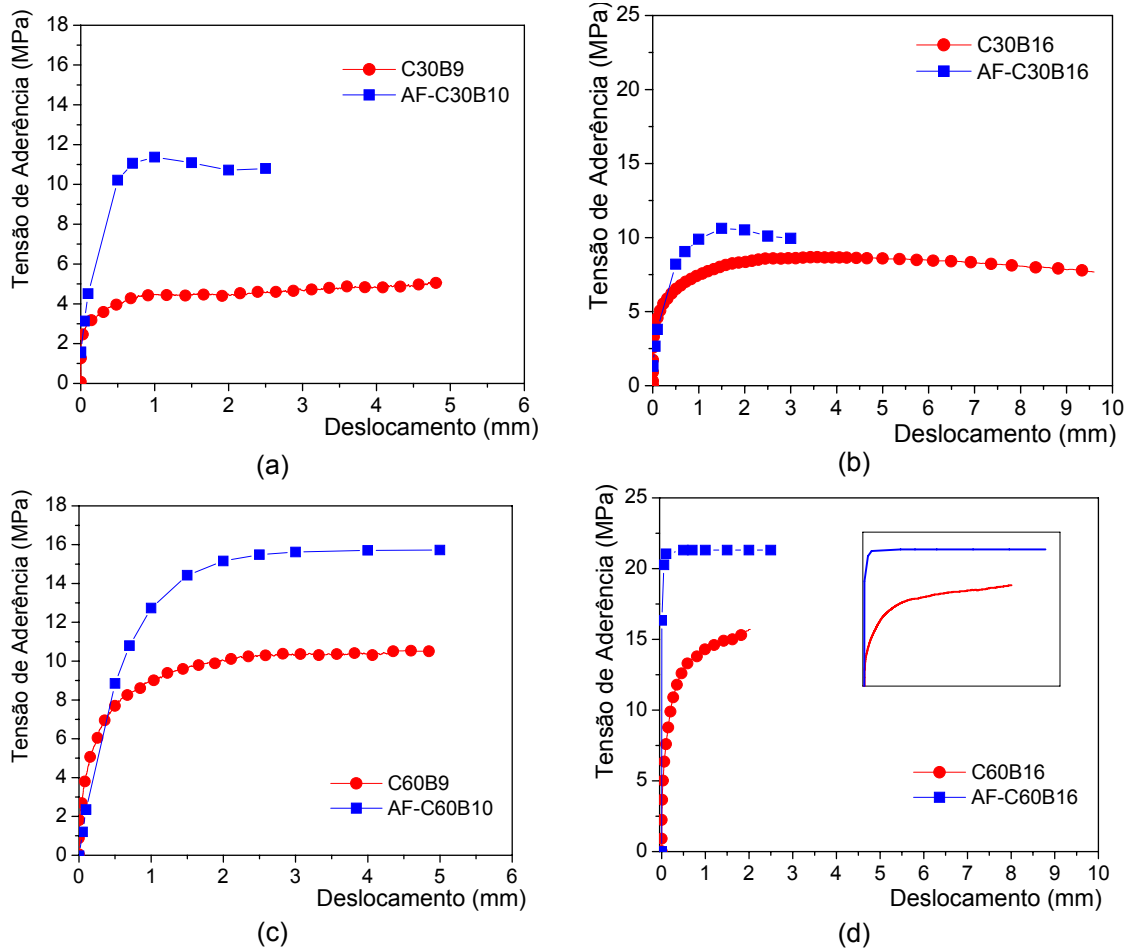 Tensão de Aderência (MPa)
18
16
14
12
10
8
6
4
2
0
0 1 2 3 4 5 6
Deslocamento (mm)
C30B9
AF-C30B10
(a)
Tensão de Aderência (MPa)
25
20
15
10
5
0
0 1 2 3 4 5 6 7 8 9 10
Deslocamento (mm)
C30B16
AF-C30B16
(b)
Tensão de Aderência (MPa)
18
16
14
12
10
8
6
4
2
0
0 1 2 3 4 5 6
Deslocamento (mm)
C60B9
AF-C60B10
(c)
Tensão de Aderência (MPa)
25
20
15
10
5
0
0 1 2 3 4 5 6 7 8 9 10
Deslocamento (mm)
C60B16
AF-C60B16
(d)